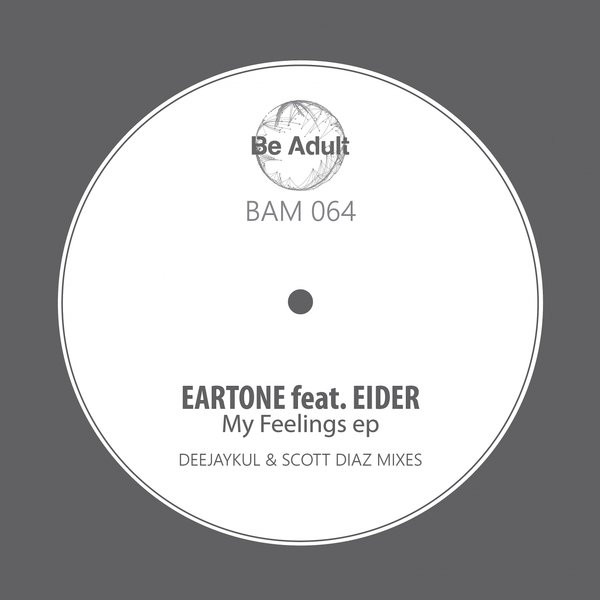 Be Adult
BAM 064
EARTONE feat. EIDER
My Feelings ep
DEEJAYKUL & SCOTT DIAZ MIXES